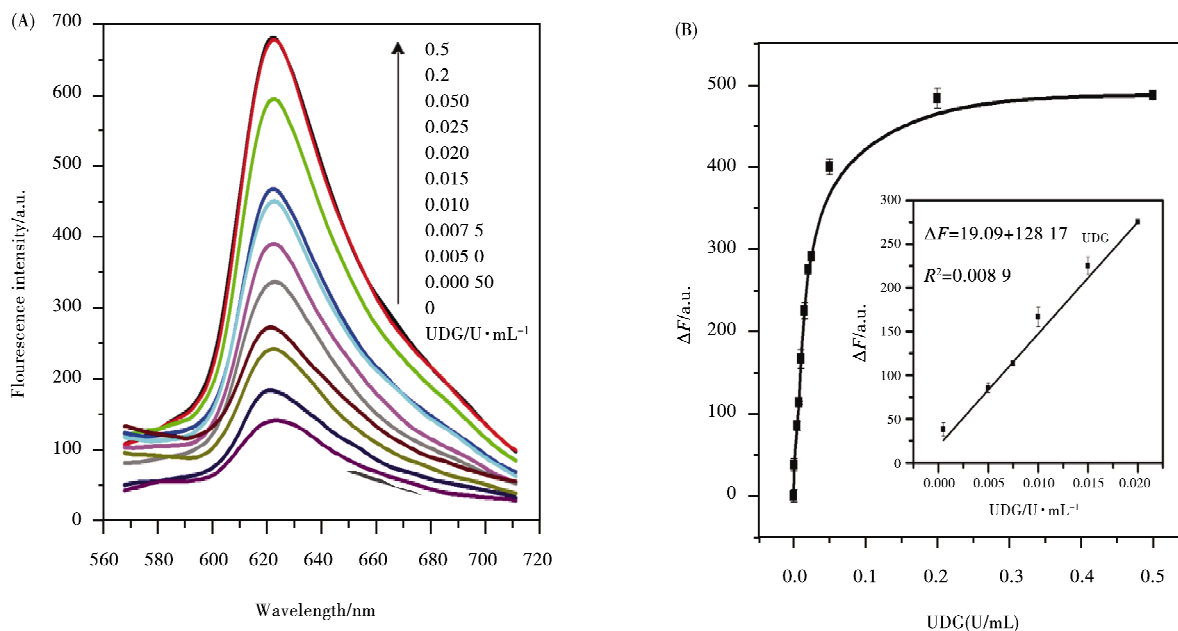 (A)
700
600
500
400
300
200
100
0
Flourescence intensity/a.u.
0.5
0.2
0.050
0.025
0.020
0.015
0.010
0.007 5
0.005 0
0.000 50
0
UDG/U·mL⁻¹
560 580 600 620 640 660 680 700 720
Wavelength/nm
(B)
500
400
300
200
100
0
ΔF/a.u.
0.0 0.1 0.2 0.3 0.4 0.5
UDG(U/mL)
300
250
200
150
100
50
0
ΔF/a.u.
ΔF=19.09+128 17 UDG
R²=0.008 9
0.000 0.005 0.010 0.015 0.020
UDG/U·mL⁻¹